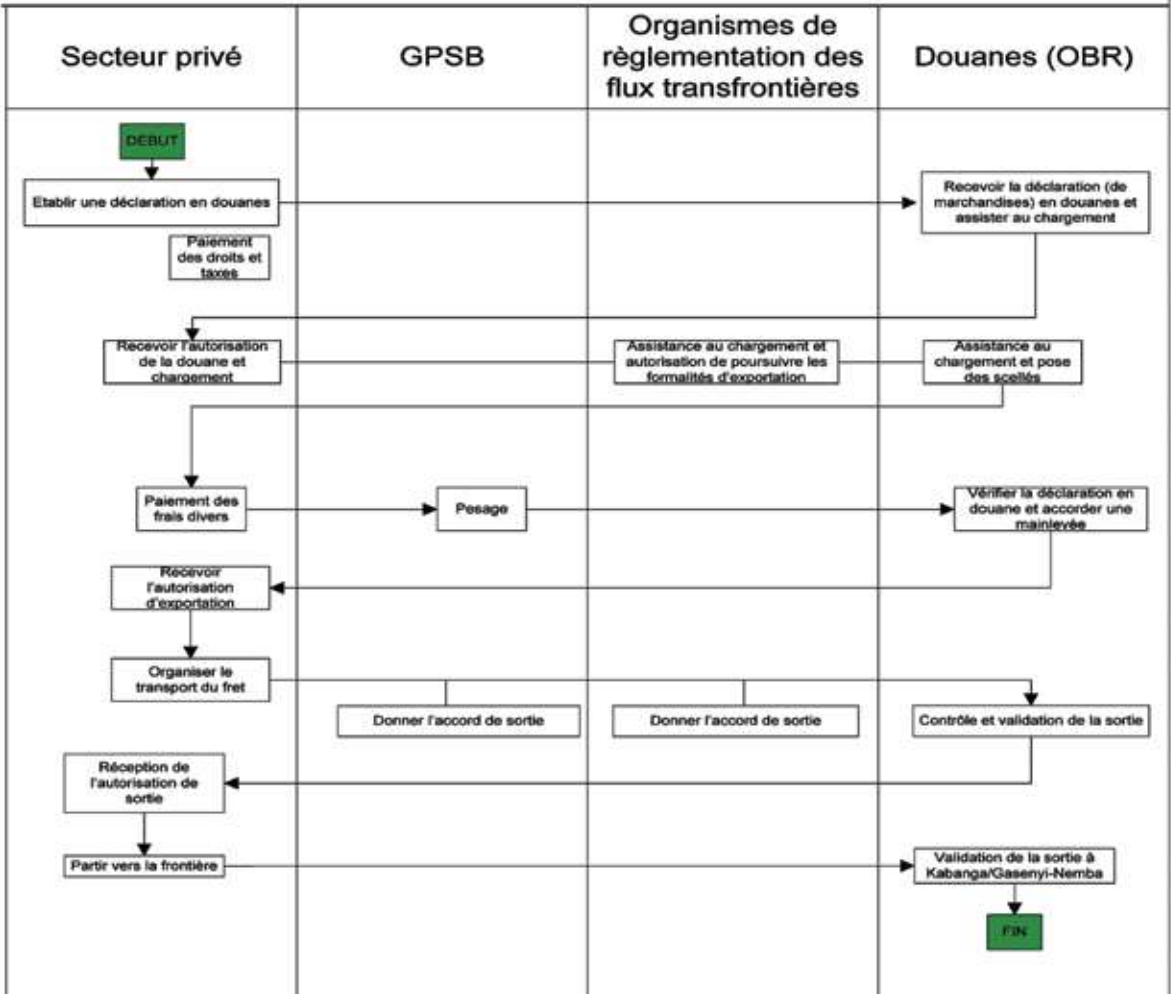 Secteur privé
GPSB
Organismes de
règlementation des
flux transfrontières
Douanes (OBR)
DEBUT
Etablir une déclaration en douanes
Recevoir la déclaration (de
marchandises) en douanes et
assister au chargement
Paiement
des droits et
taxes
Recevoir l'autorisation
de la douane et
chargement
Assistance au chargement et
autorisation de poursuivre les
formalités d'exportation
Assistance au
chargement et pose
des scellés
Paiement des
frais divers
Pesage
Vérifier la déclaration en
douane et accorder une
mainlevée
Recevoir
l'autorisation
d'exportation
Organiser le
transport du fret
Donner l'accord de sortie
Donner l'accord de sortie
Contrôle et validation de la sortie
Réception de
l'autorisation de
sortie
Partir vers la frontière
Validation de la sortie à
Kabanga/Gasenyi-Nemba
FIN